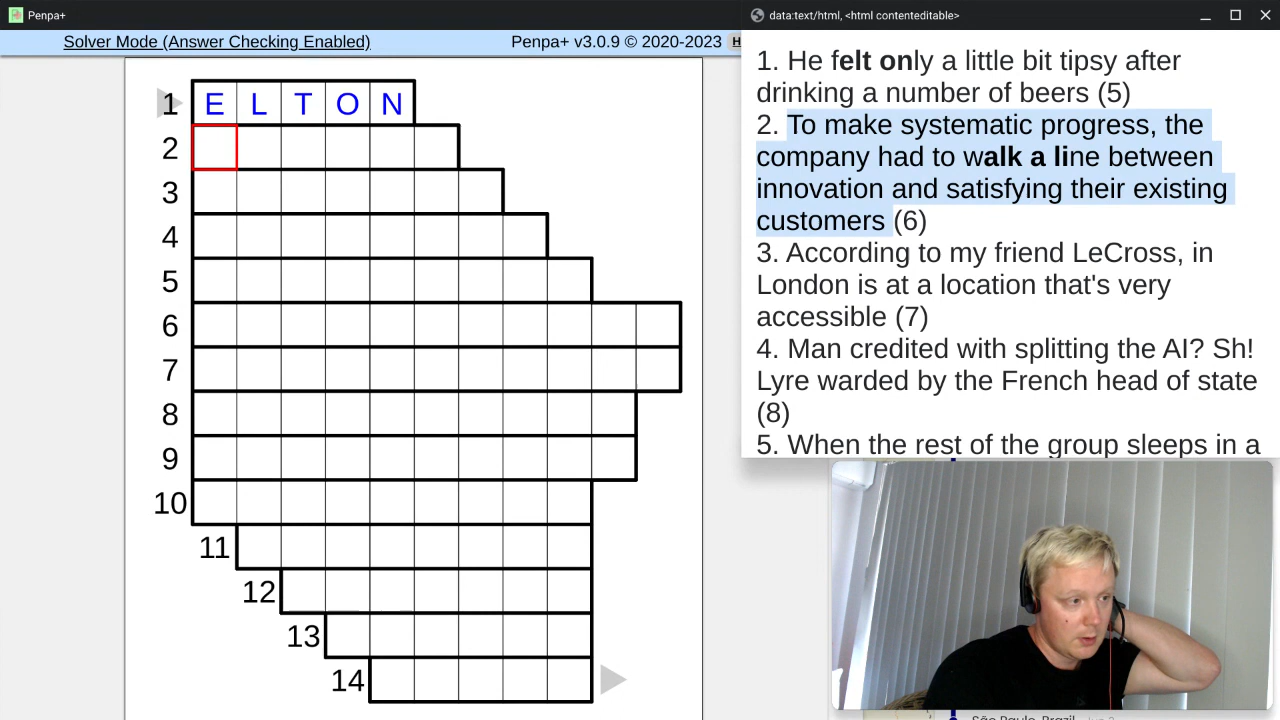 Penpa+
data:text/html, <html contenteditable>
Solver Mode (Answer Checking Enabled)
Penpa+ v3.0.9 © 2020-2023
1 E L T O N
2
3
4
5
6
7
8
9
10
11
12
13
14
1. He felt only a little bit tipsy after
drinking a number of beers (5)
2. To make systematic progress, the
company had to walk a line between
innovation and satisfying their existing
customers (6)
3. According to my friend LeCross, in
London is at a location that's very
accessible (7)
4. Man credited with splitting the AI? Sh!
Lyre warded by the French head of state
(8)
5. When the rest of the group sleeps in a
São Paulo, Brazil